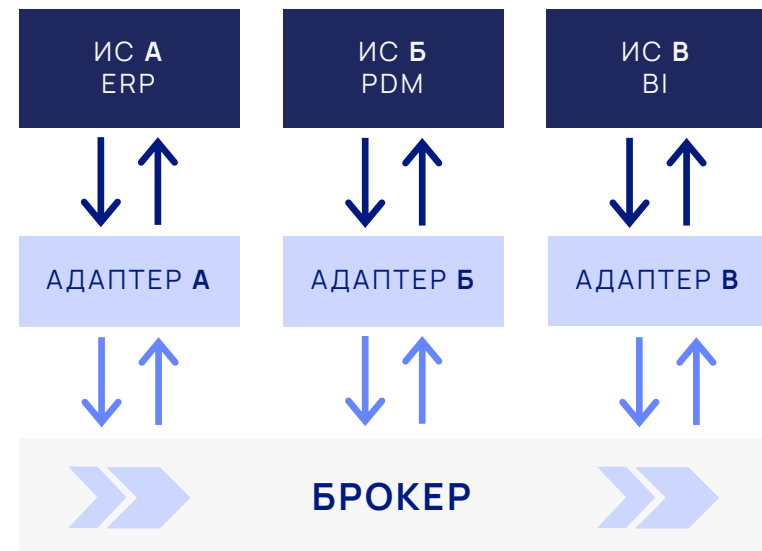 ИС А
ERP
ИС Б
PDM
ИС В
BI
АДАПТЕР А
АДАПТЕР Б
АДАПТЕР В
БРОКЕР